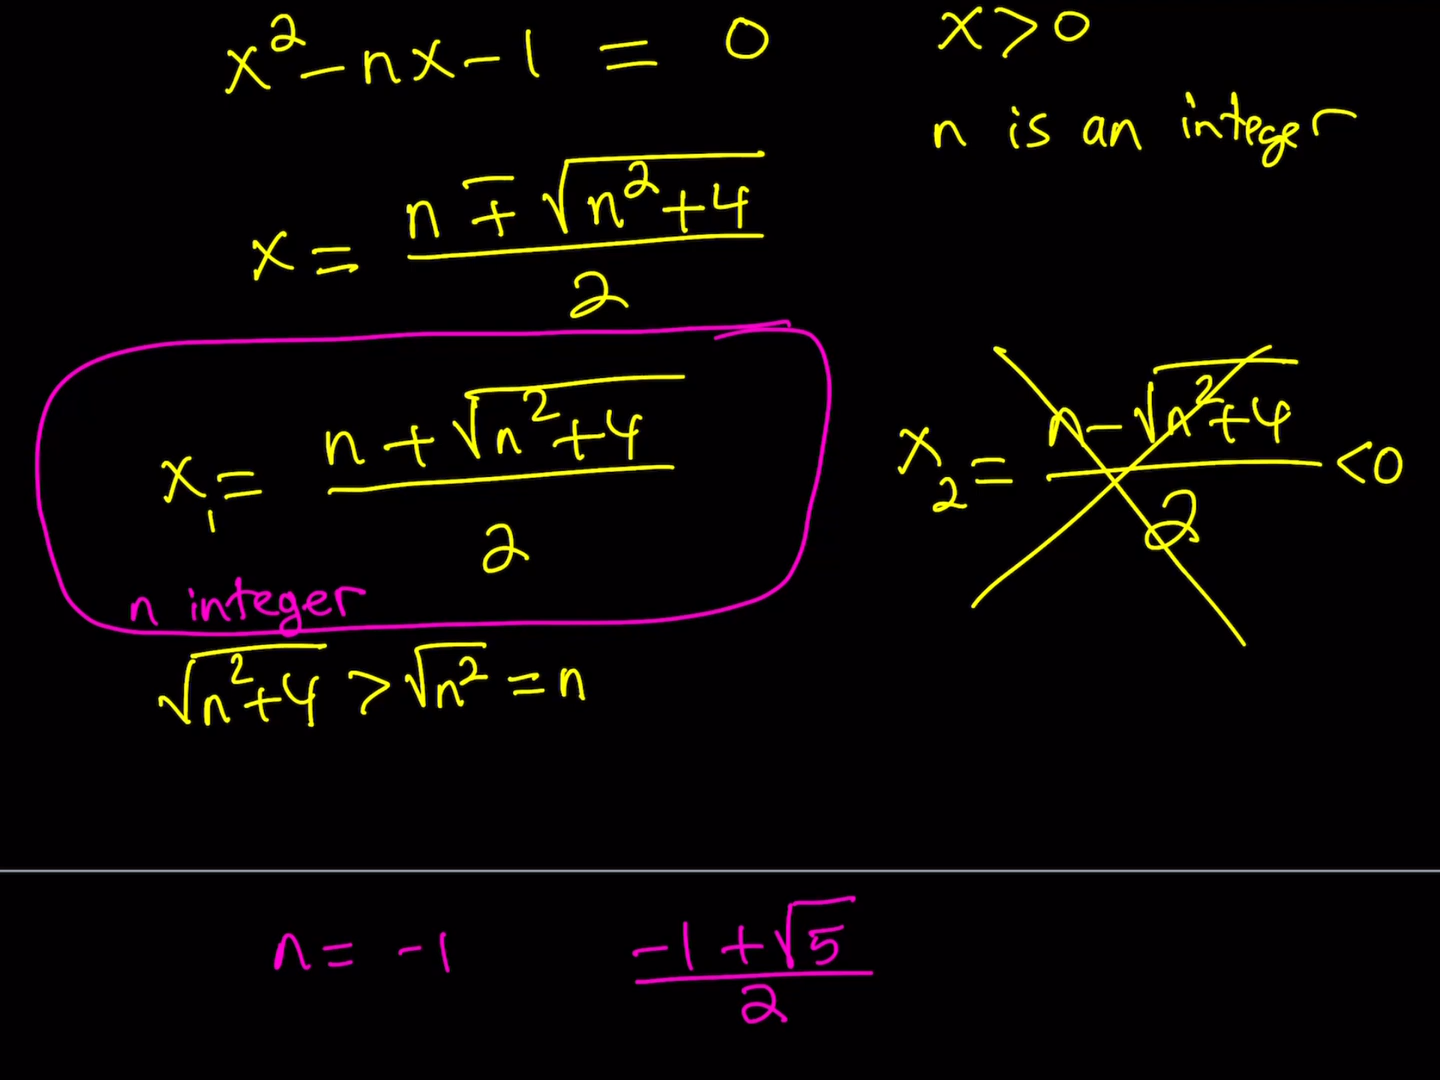 x² - nx - 1 = 0
x > 0
n is an integer
x = (n ∓ √(n² + 4)) / 2
x₁ = (n + √(n² + 4)) / 2
x₂ = (n - √(n² + 4)) / 2 < 0
n integer
√(n² + 4) > √(n²) = n
n = -1
(-1 + √5) / 2